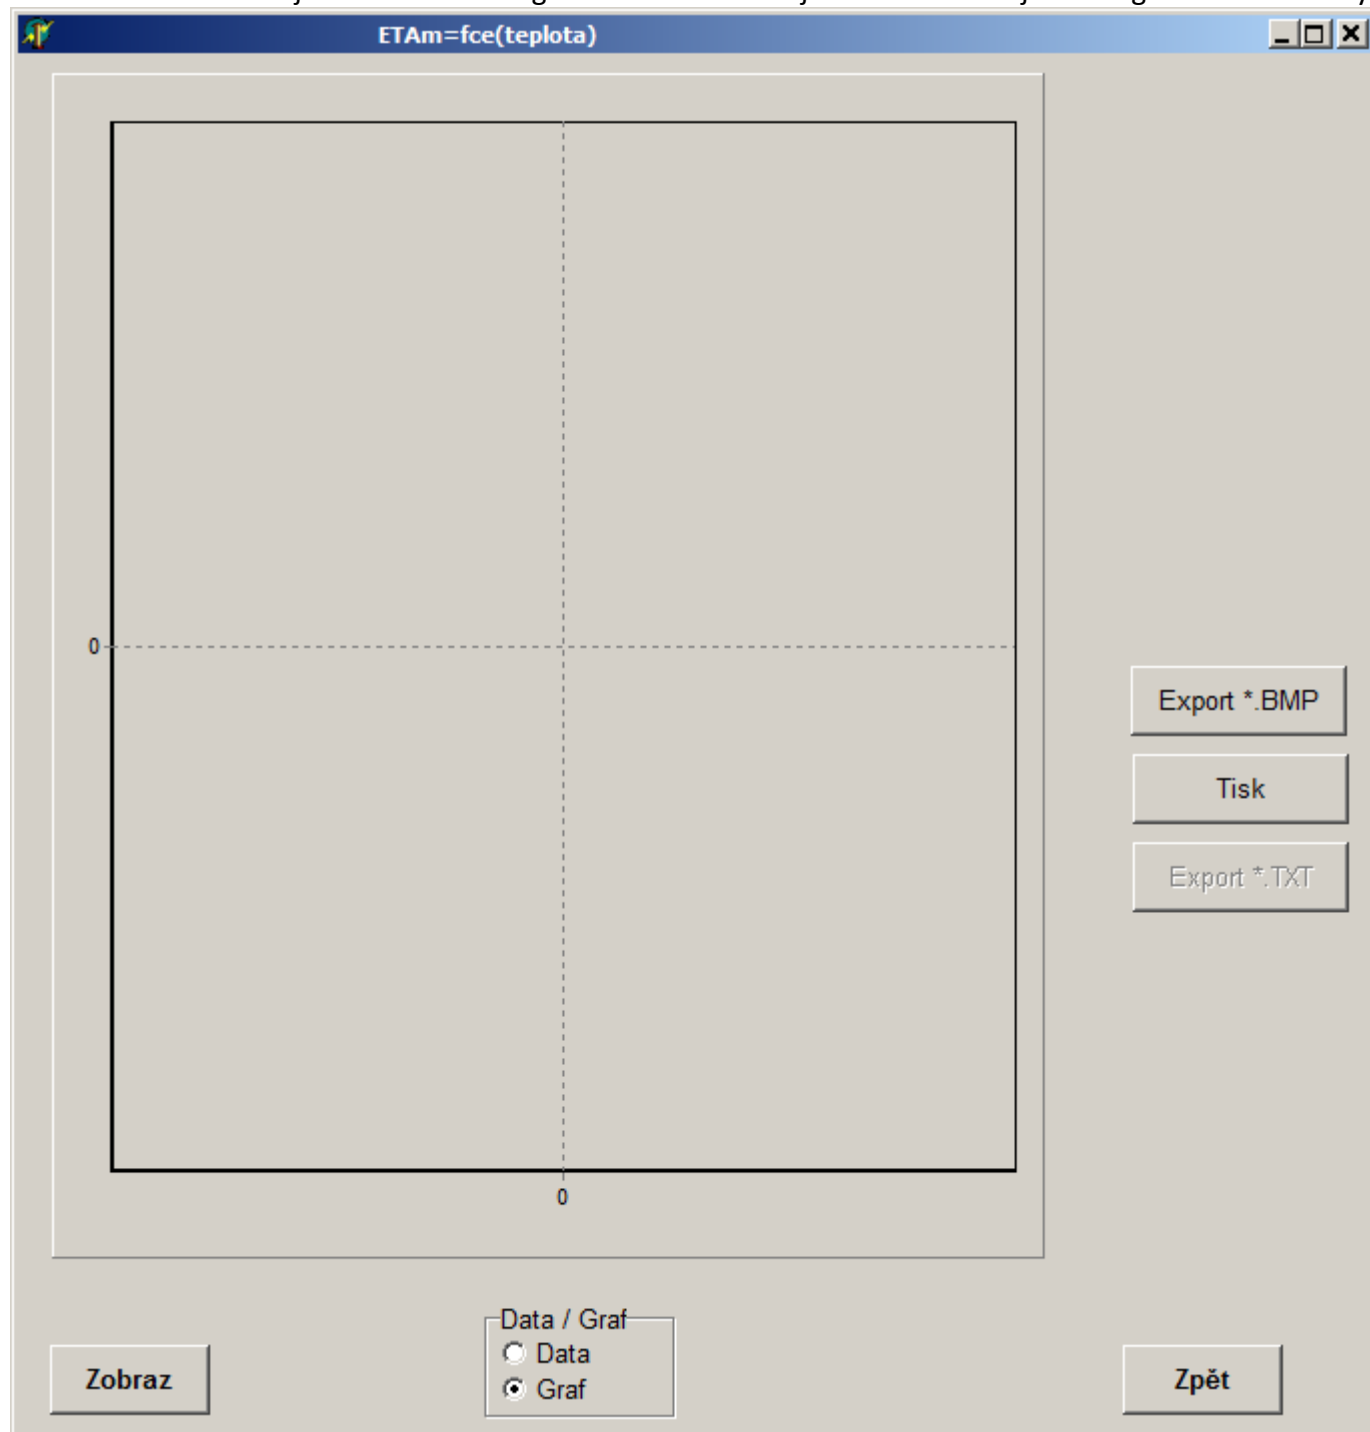 ETAm=fce(teplota)
0
0
Export *.BMP
Tisk
Export *.TXT
Data / Graf
Data
Graf
Zobraz
Zpět